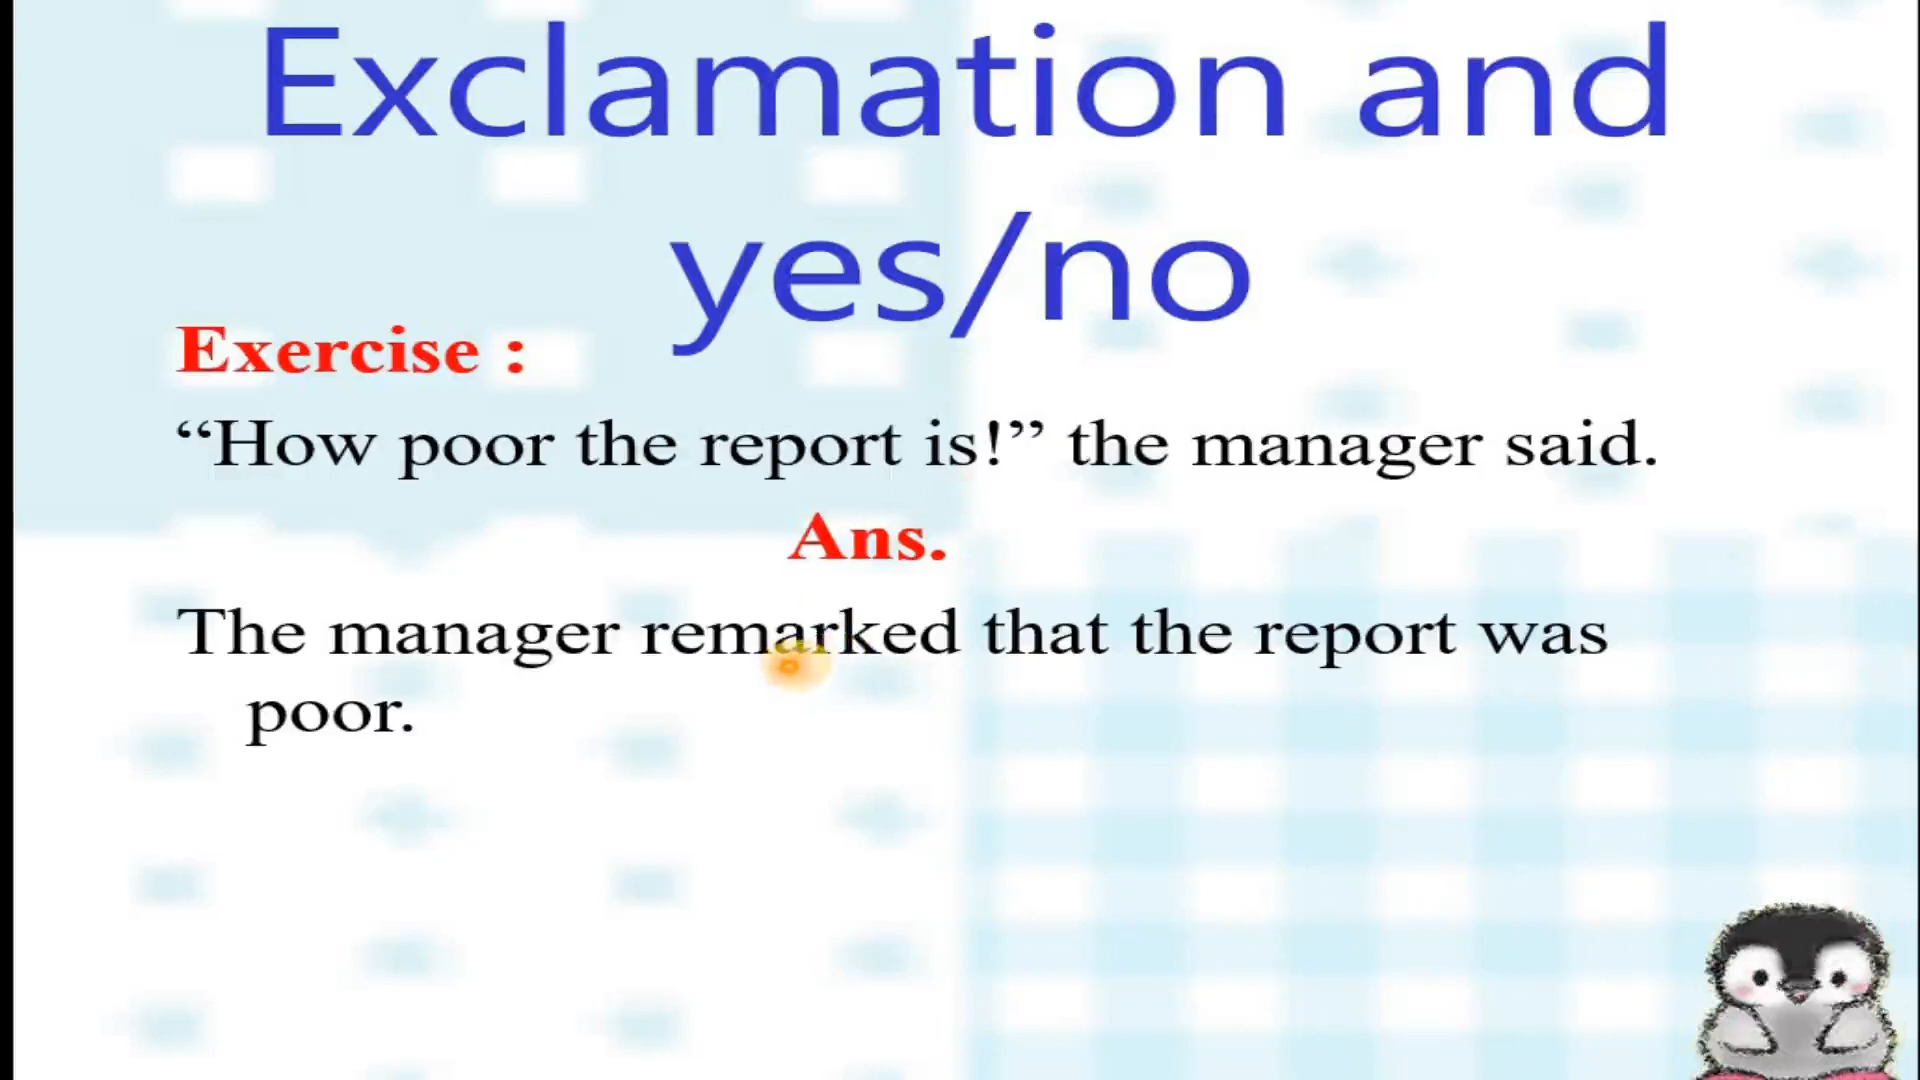 Exclamation and
yes/no
Exercise :
“How poor the report is!” the manager said.
Ans.
The manager remarked that the report was
poor.